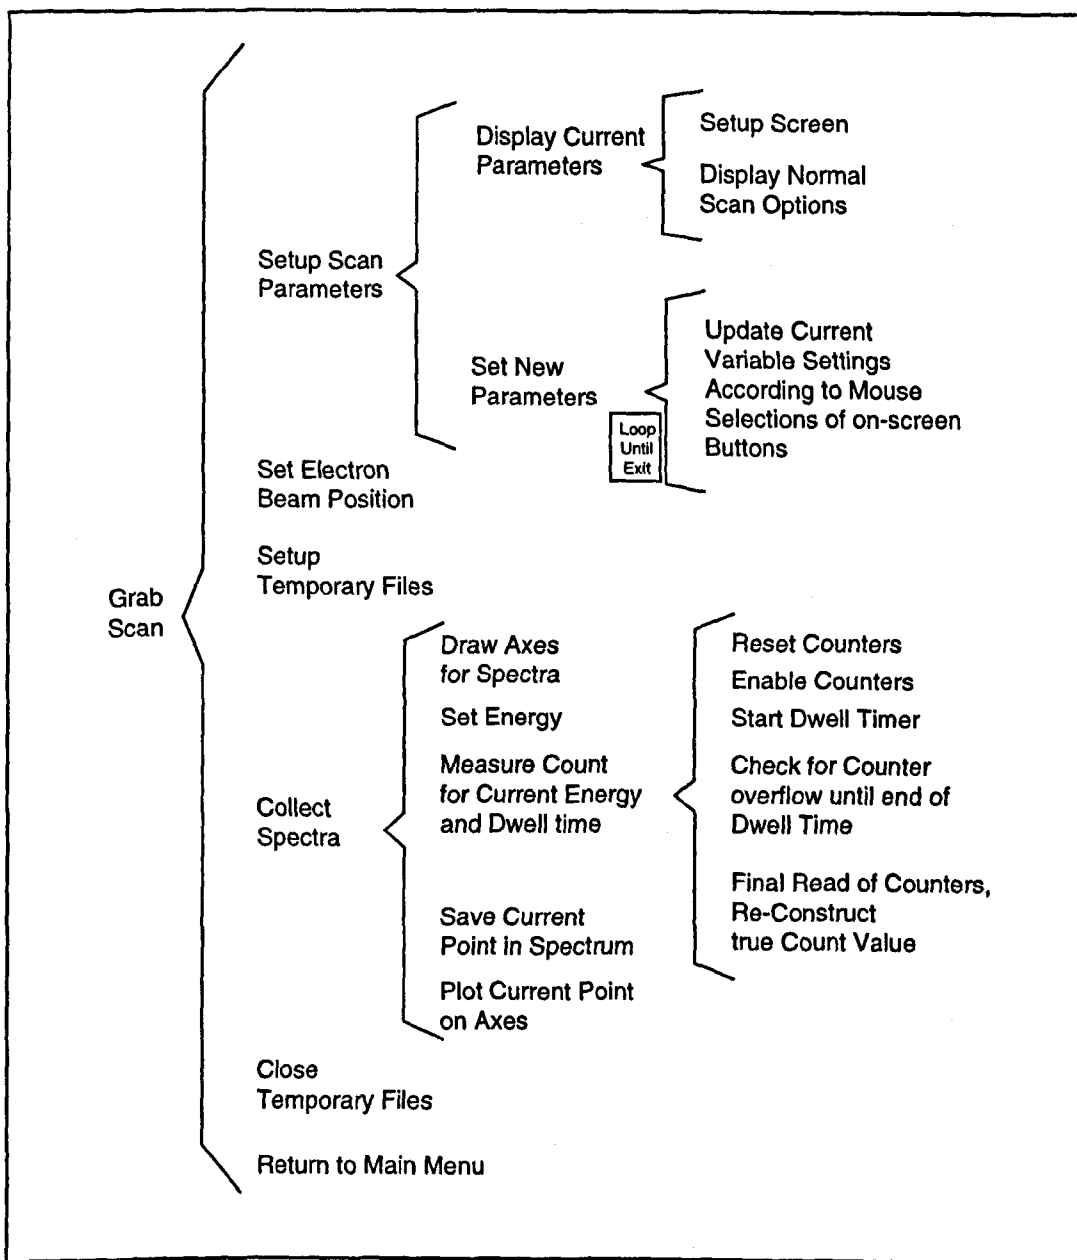 Grab
Scan
Setup Scan
Parameters
Display Current
Parameters
Setup Screen
Display Normal
Scan Options
Set New
Parameters
Loop
Until
Exit
Update Current
Variable Settings
According to Mouse
Selections of on-screen
Buttons
Set Electron
Beam Position
Setup
Temporary Files
Collect
Spectra
Draw Axes
for Spectra
Set Energy
Measure Count
for Current Energy
and Dwell time
Reset Counters
Enable Counters
Start Dwell Timer
Check for Counter
overflow until end of
Dwell Time
Final Read of Counters,
Re-Construct
true Count Value
Save Current
Point in Spectrum
Plot Current Point
on Axes
Close
Temporary Files
Return to Main Menu